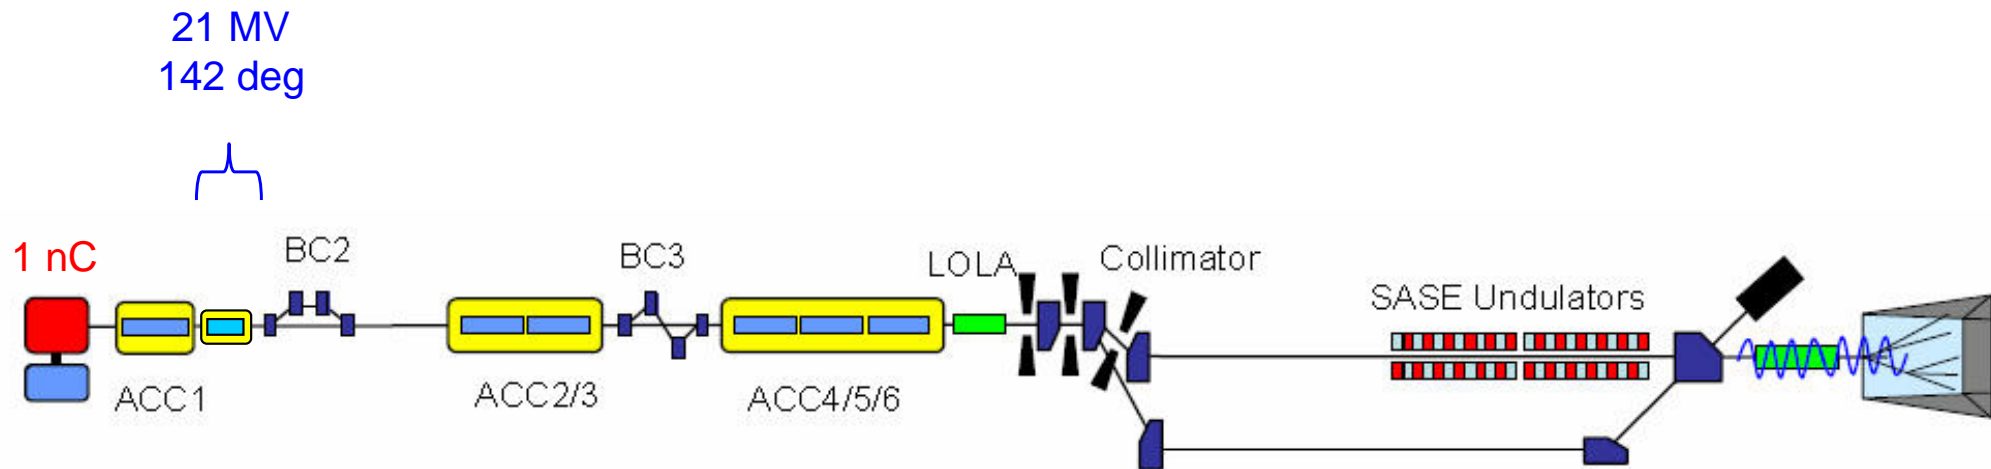 21 MV
142 deg
1 nC
BC2
BC3
LOLA
Collimator
SASE Undulators
ACC1
ACC2/3
ACC4/5/6